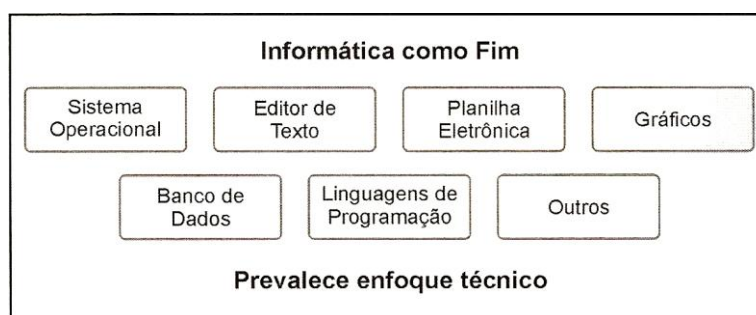 Informática como Fim
Sistema
Operacional
Editor de
Texto
Planilha
Eletrônica
Gráficos
Banco de
Dados
Linguagens de
Programação
Outros
Prevalece enfoque técnico